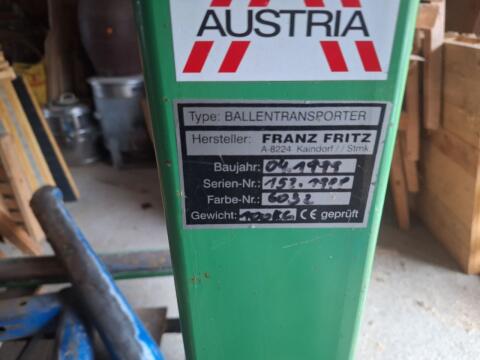 AUSTRIA
Type: BALLENTRANSPORTER
Hersteller: FRANZ FRITZ
A-8224 Kaindorf / / Stmk
Baujahr: 04.1999
Serien-Nr.:
Farbe-Nr.: 6032
Gewicht: 100KG CE geprüft